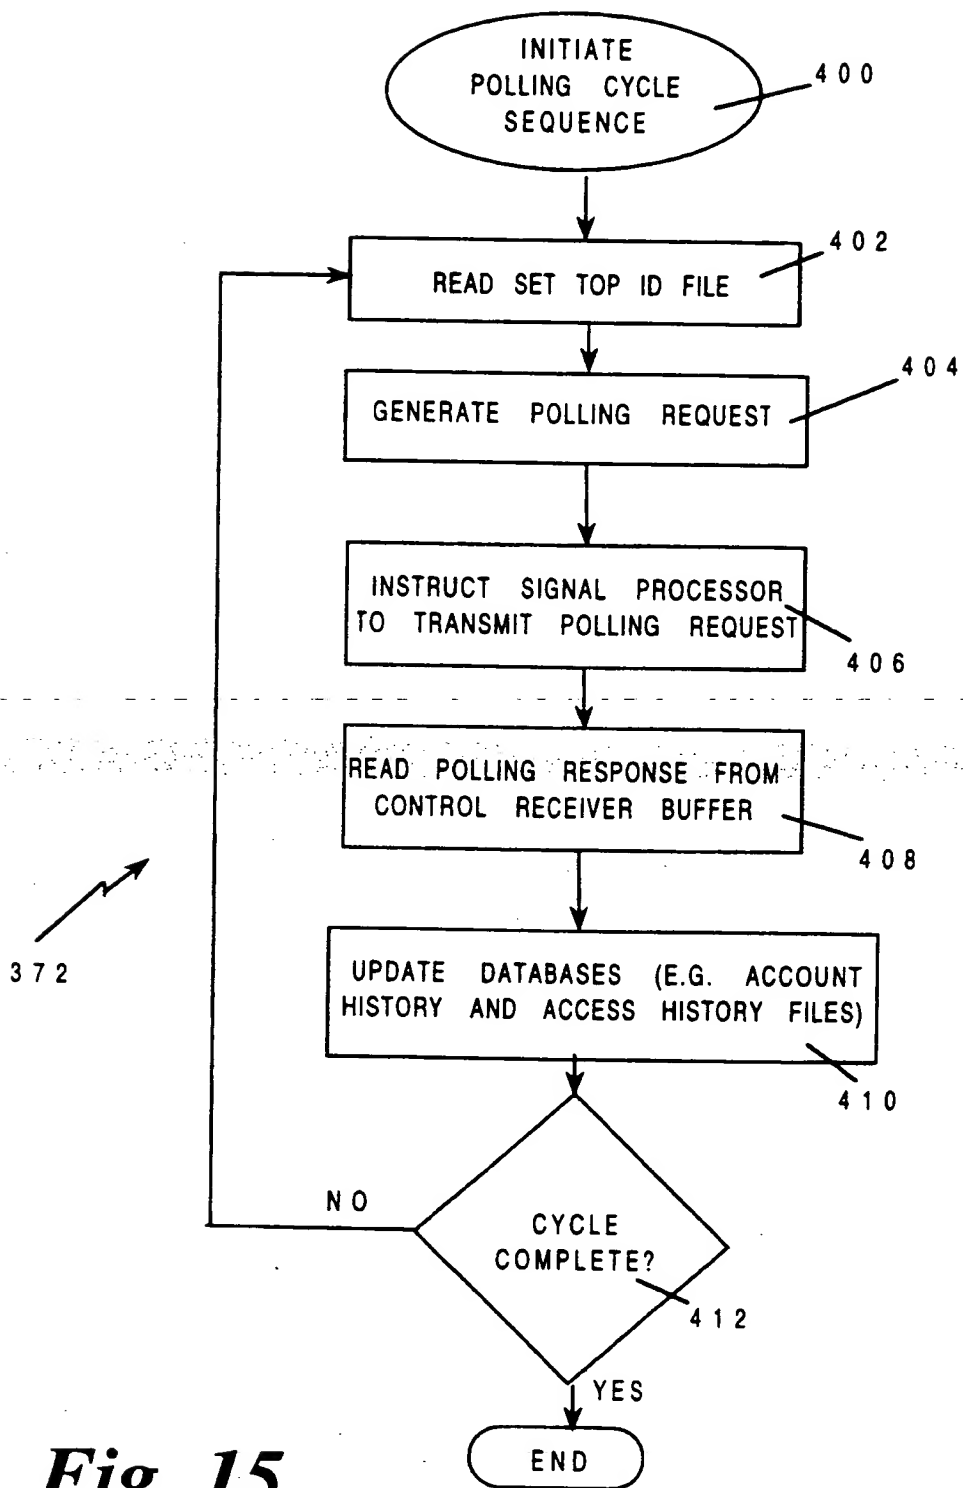 INITIATE
POLLING CYCLE
SEQUENCE
400
402
READ SET TOP ID FILE
404
GENERATE POLLING REQUEST
INSTRUCT SIGNAL PROCESSOR
TO TRANSMIT POLLING REQUEST
406
READ POLLING RESPONSE FROM
CONTROL RECEIVER BUFFER
408
372
UPDATE DATABASES (E.G. ACCOUNT
HISTORY AND ACCESS HISTORY FILES)
410
NO
CYCLE
COMPLETE?
412
YES
END
Fig. 15